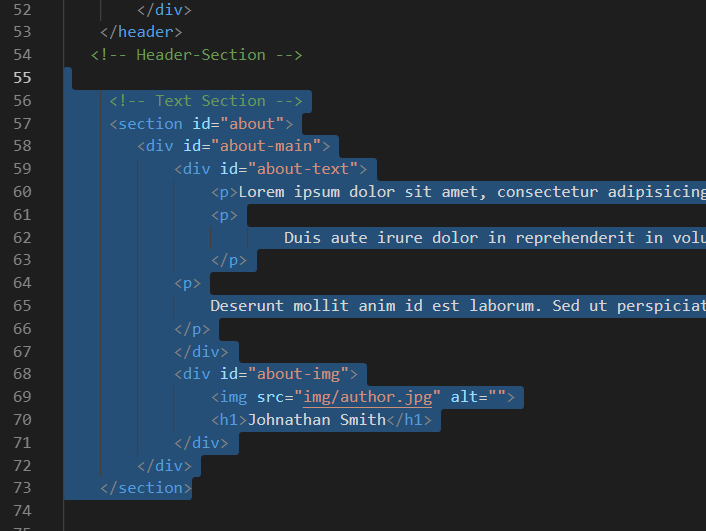 52 </div>
53 </header>
54 <!-- Header-Section -->
55
56 <!-- Text Section -->
57 <section id="about">
58 <div id="about-main">
59 <div id="about-text">
60 <p>Lorem ipsum dolor sit amet, consectetur adipisicing
61 <p>
62 Duis aute irure dolor in reprehenderit in volu
63 </p>
64 <p>
65 Deserunt mollit anim id est laborum. Sed ut perspiciat
66 </p>
67 </div>
68 <div id="about-img">
69 <img src="img/author.jpg" alt="">
70 <h1>Johnathan Smith</h1>
71 </div>
72 </div>
73 </section>
74